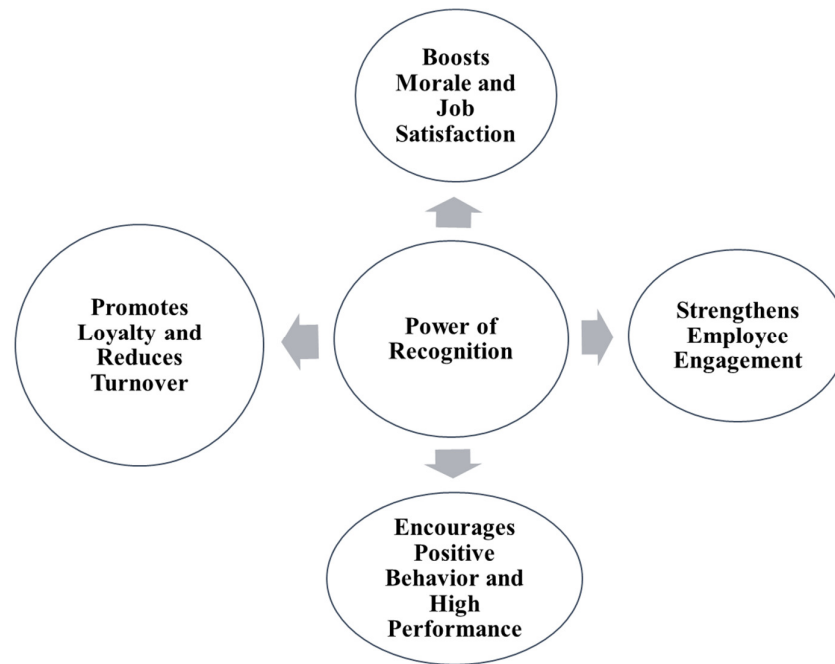 Boosts
Morale and
Job
Satisfaction
Promotes
Loyalty and
Reduces
Turnover
Power of
Recognition
Strengthens
Employee
Engagement
Encourages
Positive
Behavior and
High
Performance